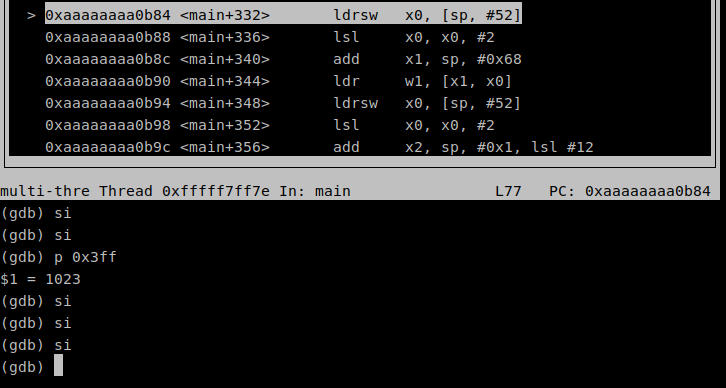 > 0xaaaaaaaa0b84 <main+332> ldrsw x0, [sp, #52]
0xaaaaaaaa0b88 <main+336> lsl x0, x0, #2
0xaaaaaaaa0b8c <main+340> add x1, sp, #0x68
0xaaaaaaaa0b90 <main+344> ldr w1, [x1, x0]
0xaaaaaaaa0b94 <main+348> ldrsw x0, [sp, #52]
0xaaaaaaaa0b98 <main+352> lsl x0, x0, #2
0xaaaaaaaa0b9c <main+356> add x2, sp, #0x1, lsl #12
multi-thre Thread 0xfffff7ff7e In: main L77 PC: 0xaaaaaaaa0b84
(gdb) si
(gdb) si
(gdb) p 0x3ff
$1 = 1023
(gdb) si
(gdb) si
(gdb) si
(gdb)